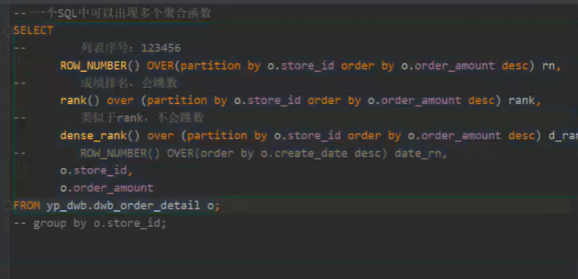 -- 一个SQL中可以出现多个聚合函数
SELECT
-- 列表序号：123456
ROW_NUMBER() OVER(partition by o.store_id order by o.order_amount desc) rn,
-- 成绩排名，会跳数
rank() over (partition by o.store_id order by o.order_amount desc) rank,
-- 类似于rank，不会跳数
dense_rank() over (partition by o.store_id order by o.order_amount desc) d_ran
-- ROW_NUMBER() OVER(order by o.create_date desc) date_rn,
o.store_id,
o.order_amount
FROM yp_dwb.dwb_order_detail o;
-- group by o.store_id;